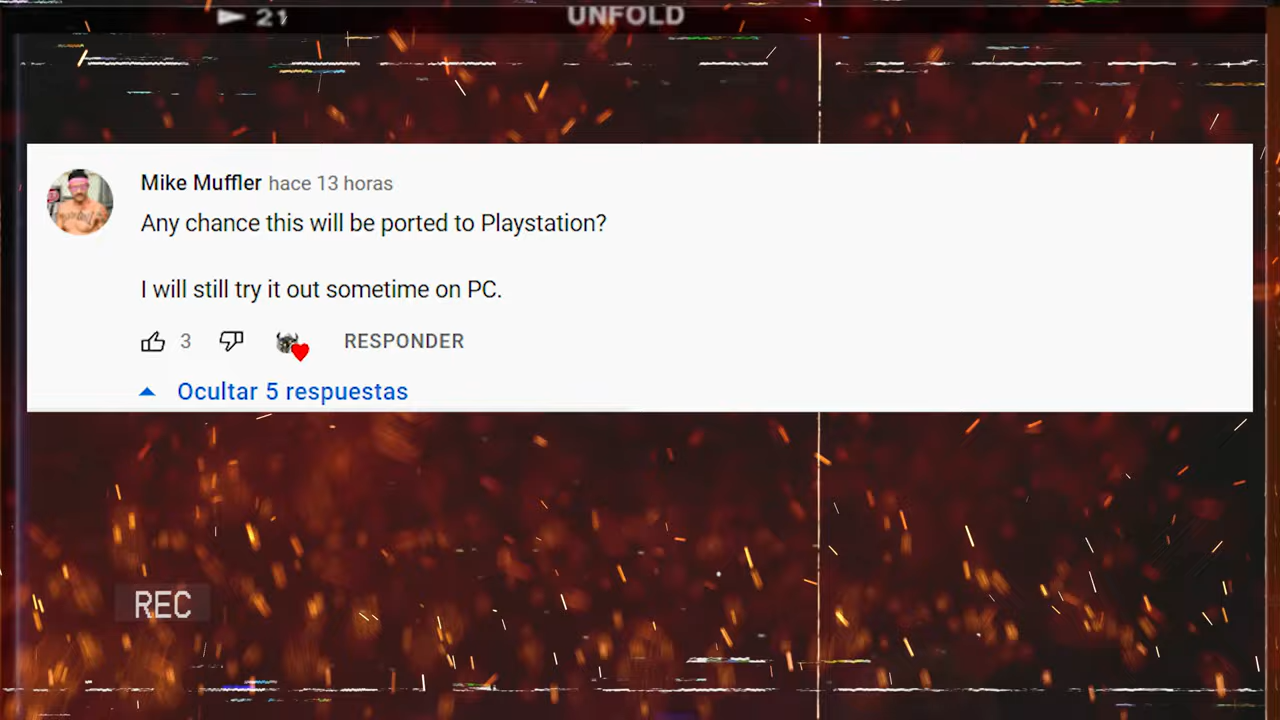 ► 21
UNFOLD
Mike Muffler hace 13 horas
Any chance this will be ported to Playstation?
I will still try it out sometime on PC.
3 RESPONDER
Ocultar 5 respuestas
REC